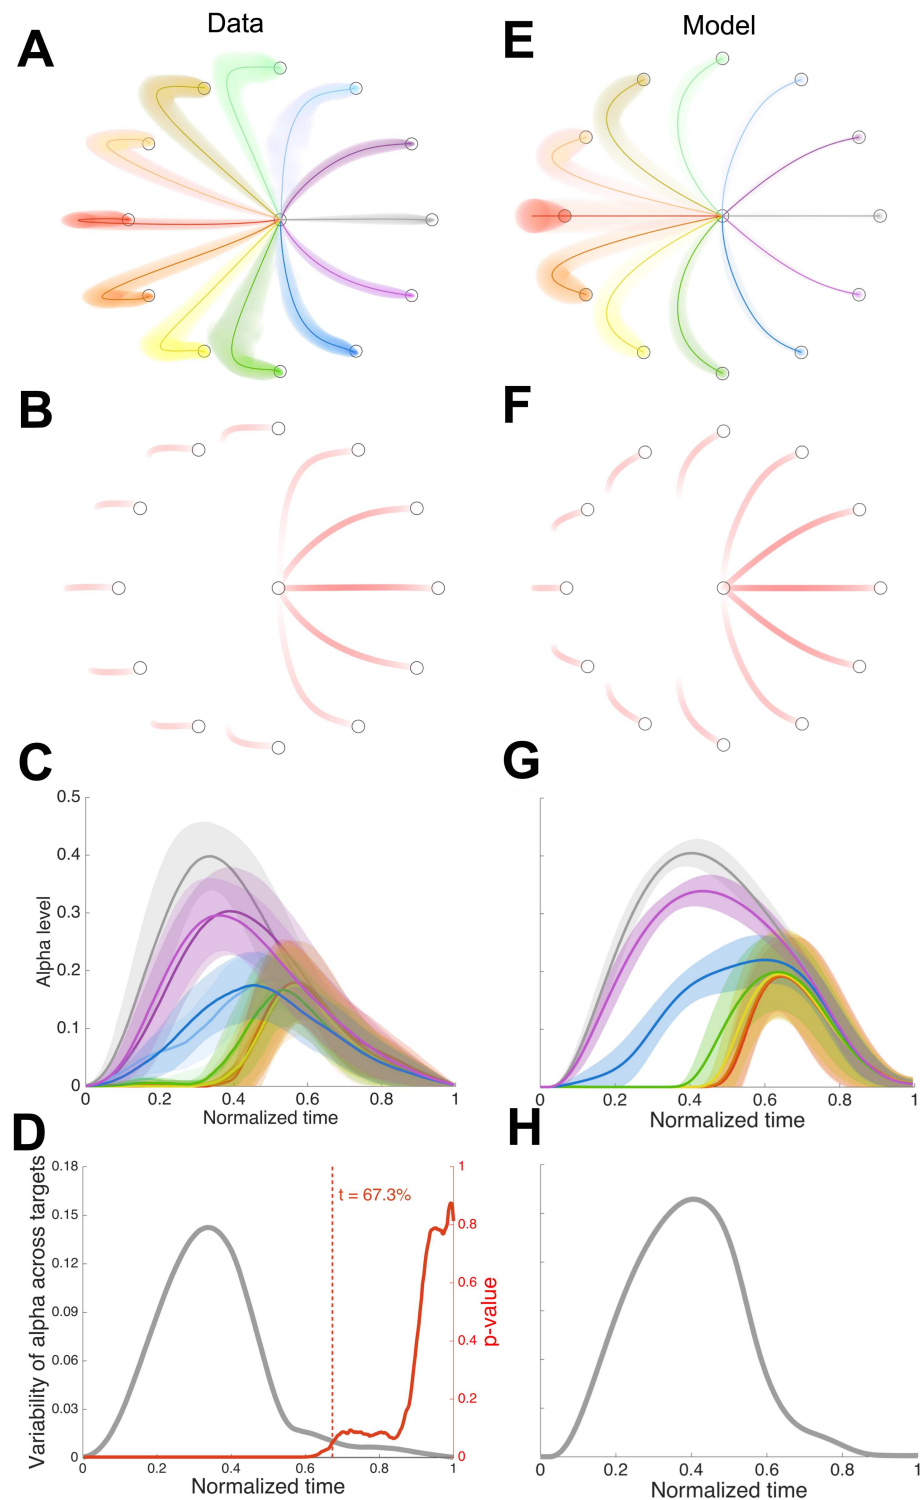 Data
Model
A
E
B
F
C
G
0.5
0.4
0.3
0.2
0.1
0
Alpha level
0
0.2
0.4
0.6
0.8
1
Normalized time
0
0.2
0.4
0.6
0.8
1
Normalized time
D
H
0.18
0.15
0.12
0.09
0.06
0.03
0
Variability of alpha across targets
t = 67.3%
1
0.8
0.6
0.4
0.2
0
p-value
0
0.2
0.4
0.6
0.8
1
Normalized time
0
0.2
0.4
0.6
0.8
1
Normalized time